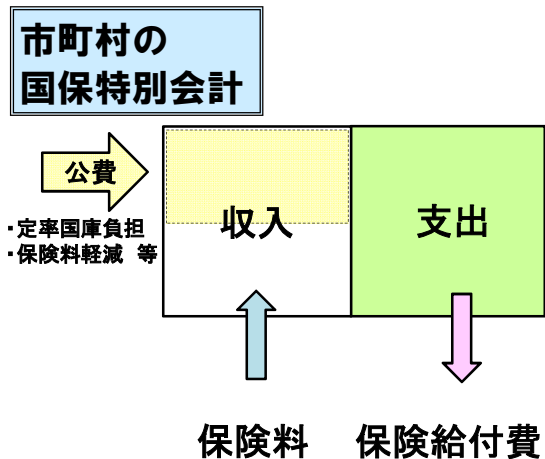 市町村の
国保特別会計
公費
・定率国庫負担
・保険料軽減 等
収入
支出
保険料
保険給付費